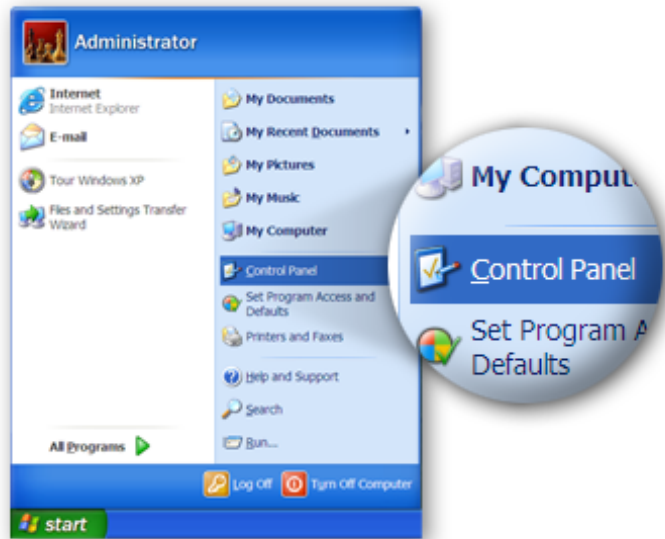 Administrator
Internet
Internet Explorer
E-mail
Tour Windows XP
Files and Settings Transfer
Wizard
All Programs
My Documents
My Recent Documents
My Pictures
My Music
My Computer
Control Panel
Set Program Access and
Defaults
Printers and Faxes
Help and Support
Search
Run...
Log Off
Turn Off Computer
start
My Comput
Control Panel
Set Program A
Defaults